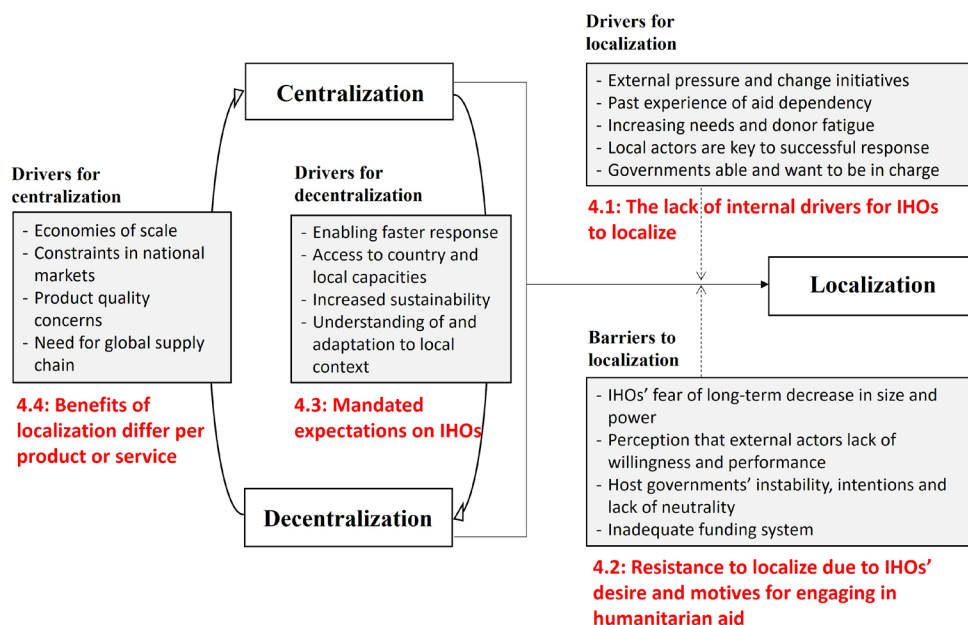 Centralization
Drivers for
centralization
- Economies of scale
- Constraints in national
markets
- Product quality
concerns
- Need for global supply
chain
4.4: Benefits of
localization differ per
product or service
Drivers for
decentralization
- Enabling faster response
- Access to country and
local capacities
- Increased sustainability
- Understanding of and
adaptation to local
context
4.3: Mandated
expectations on IHOs
Decentralization
Drivers for
localization
- External pressure and change initiatives
- Past experience of aid dependency
- Increasing needs and donor fatigue
- Local actors are key to successful response
- Governments able and want to be in charge
4.1: The lack of internal drivers for IHOs
to localize
Localization
Barriers to
localization
- IHOs' fear of long-term decrease in size and
power
- Perception that external actors lack of
willingness and performance
- Host governments' instability, intentions and
lack of neutrality
- Inadequate funding system
4.2: Resistance to localize due to IHOs'
desire and motives for engaging in
humanitarian aid